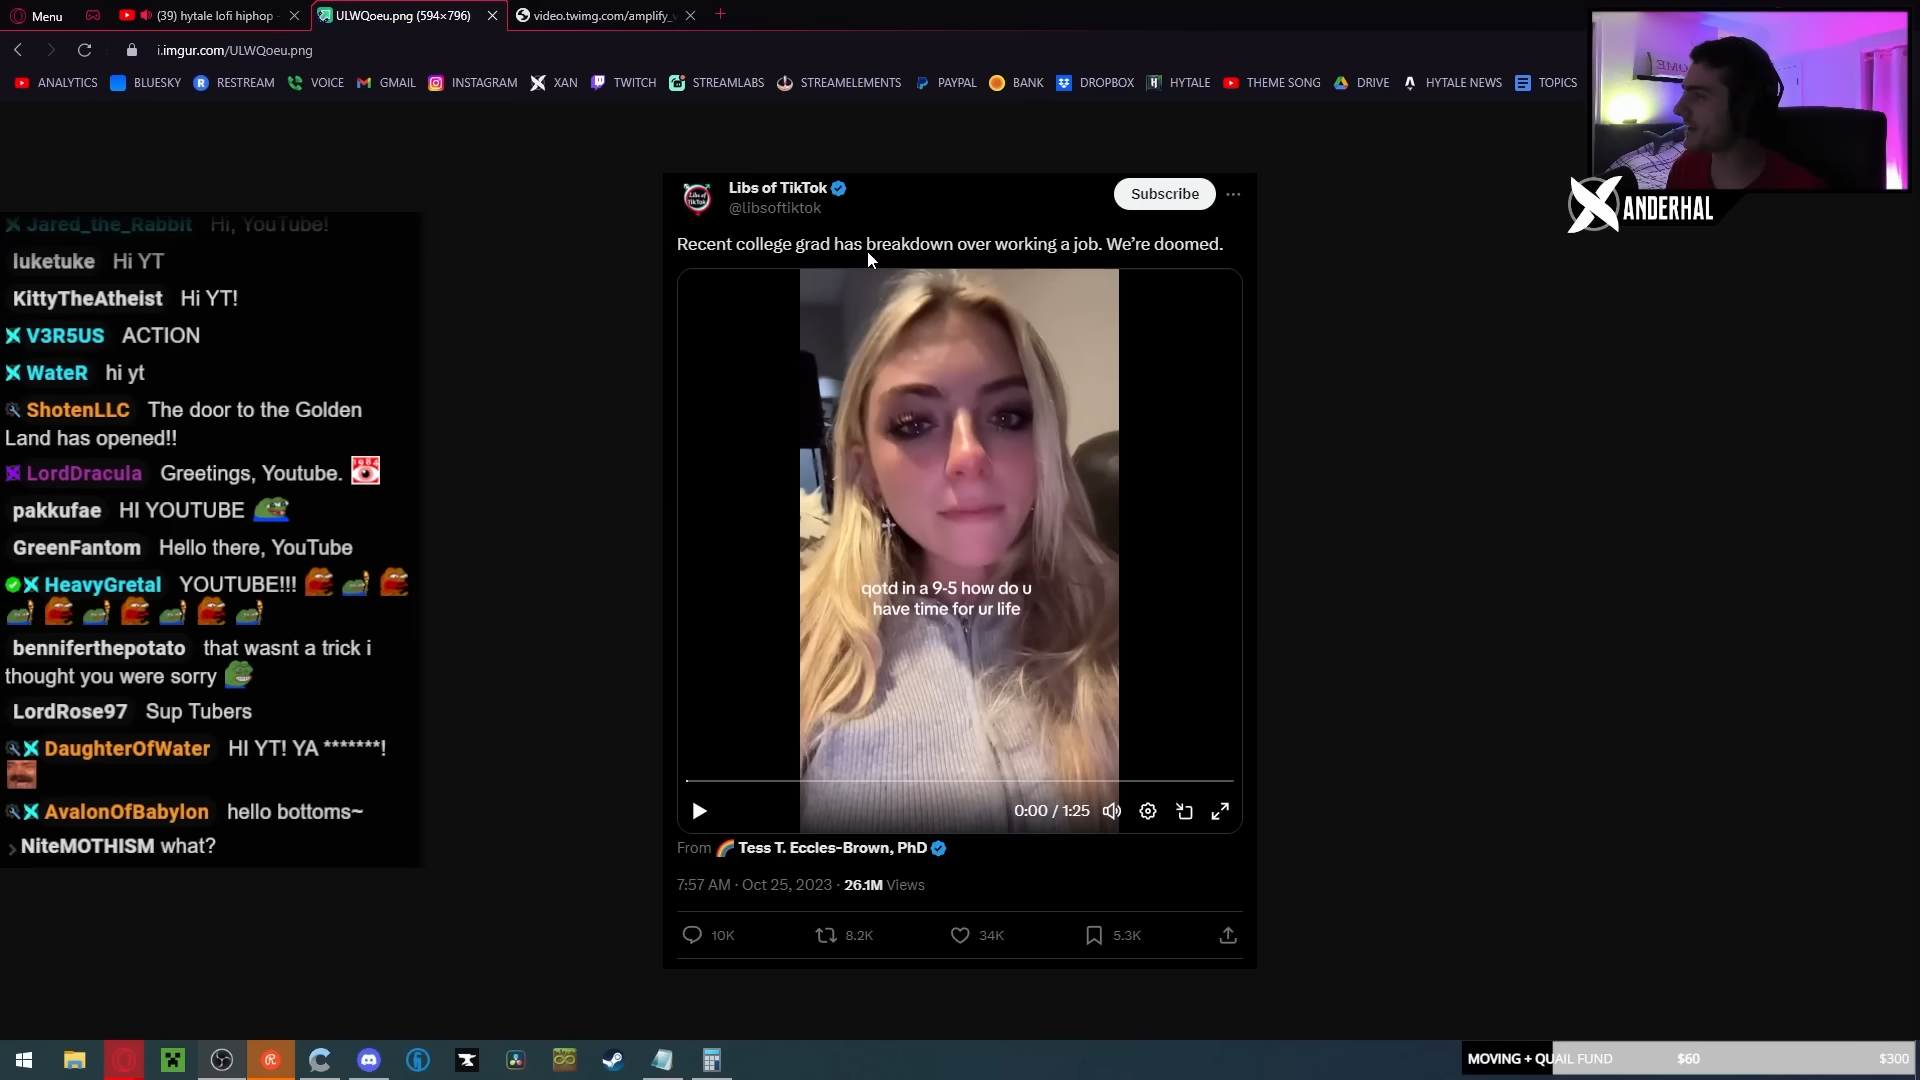 Menu
(39) hytale lofi hiphop
ULWQoeu.png (594×796)
video.twimg.com/amplify_
i.imgur.com/ULWQoeu.png
ANALYTICS
BLUESKY
RESTREAM
VOICE
GMAIL
INSTAGRAM
XAN
TWITCH
STREAMLABS
STREAMELEMENTS
PAYPAL
BANK
DROPBOX
HYTALE
THEME SONG
DRIVE
HYTALE NEWS
TOPICS
ANDERHAL
Jared_the_Rabbit Hi, YouTube!
luketuke Hi YT
KittyTheAtheist Hi YT!
V3R5US ACTION
WateR hi yt
ShotenLLC The door to the Golden
Land has opened!!
LordDracula Greetings, Youtube.
1984
pakkufae HI YOUTUBE
GreenFantom Hello there, YouTube
HeavyGretal YOUTUBE!!!
benniferthepotato that wasnt a trick i
thought you were sorry
LordRose97 Sup Tubers
DaughterOfWater HI YT! YA *******!
AvalonOfBabylon hello bottoms~
NiteMOTHISM what?
Libs of TikTok
@libsoftiktok
Subscribe
Recent college grad has breakdown over working a job. We're doomed.
qotd in a 9-5 how do u
have time for ur life
0:00 / 1:25
From 🌈 Tess T. Eccles-Brown, PhD
7:57 AM · Oct 25, 2023 · 26.1M Views
10K
8.2K
34K
5.3K
MOVING + QUAIL FUND
$60
$300